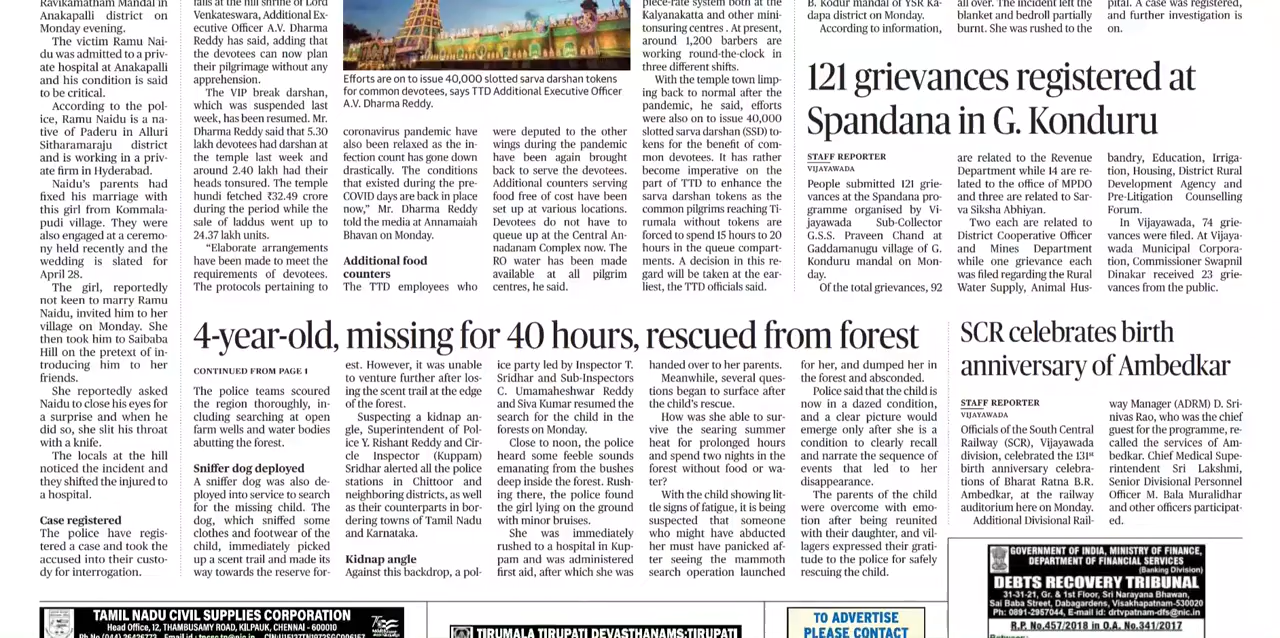 Ravikamatham Mandal in
Anakapalli district on
Monday evening.
The victim Ramu Nai-
du was admitted to a priv-
ate hospital at Anakapalli
and his condition is said
to be critical.
According to the pol-
ice, Ramu Naidu is a na-
tive of Paderu in Alluri
Sitharamaraju district
and is working in a priv-
ate firm in Hyderabad.
Naidu's parents had
fixed his marriage with
this girl from Kommala-
pudi village. They were
also engaged at a ceremo-
ny held recently and the
wedding is slated for
April 28.
The girl, reportedly
not keen to marry Ramu
Naidu, invited him to her
village on Monday. She
then took him to Saibaba
Hill on the pretext of in-
troducing him to her
friends.
She reportedly asked
Naidu to close his eyes for
a surprise and when he
did so, she slit his throat
with a knife.
The locals at the hill
noticed the incident and
they shifted the injured to
a hospital.
Case registered
The police have regis-
tered a case and took the
accused into their custo-
dy for interrogation.
falls at the hill shrine of Lord
Venkateswara, Additional Ex-
ecutive Officer A.V. Dharma
Reddy has said, adding that
the devotees can now plan
their pilgrimage without any
apprehension.
The VIP break darshan,
which was suspended last
week, has been resumed. Mr.
Dharma Reddy said that 5.30
lakh devotees had darshan at
the temple last week and
around 2.40 lakh had their
heads tonsured. The temple
hundi fetched ₹32.49 crore
during the period while the
sale of laddus went up to
24.37 lakh units.
"Elaborate arrangements
have been made to meet the
requirements of devotees.
The protocols pertaining to
Efforts are on to issue 40,000 slotted sarva darshan tokens
for common devotees, says TTD Additional Executive Officer
A.V. Dharma Reddy.
coronavirus pandemic have
also been relaxed as the in-
fection count has gone down
drastically. The conditions
that existed during the pre-
COVID days are back in place
now," Mr. Dharma Reddy
told the media at Annamaiah
Bhavan on Monday.
Additional food
counters
The TTD employees who
were deputed to the other
wings during the pandemic
have been again brought
back to serve the devotees.
Additional counters serving
food free of cost have been
set up at various locations.
Devotees do not have to
queue up at the Central An-
nadanam Complex now. The
RO water has been made
available at all pilgrim
centres, he said.
piece-rate system both at the
Kalyanakatta and other mini-
tonsuring centres . At present,
around 1,200 barbers are
working round-the-clock in
three different shifts.
With the temple town limp-
ing back to normal after the
pandemic, he said, efforts
were also on to issue 40,000
slotted sarva darshan (SSD) to-
kens for the benefit of com-
mon devotees. It has rather
become imperative on the
part of TTD to enhance the
sarva darshan tokens as the
common pilgrims reaching Ti-
rumala without tokens are
forced to spend 15 hours to 20
hours in the queue compart-
ments. A decision in this re-
gard will be taken at the ear-
liest, the TTD officials said.
B. Kodur mandal of YSR Ka-
dapa district on Monday.
According to information,
all over. The incident left the
blanket and bedroll partially
burnt. She was rushed to the
pital. A case was registered,
and further investigation is
on.
121 grievances registered at
Spandana in G. Konduru
STAFF REPORTER
VIJAYAWADA
People submitted 121 grie-
vances at the Spandana pro-
gramme organised by Vi-
jayawada Sub-Collector
G.S.S. Praveen Chand at
Gaddamanugu village of G.
Konduru mandal on Mon-
day.
Of the total grievances, 92
are related to the Revenue
Department while 14 are re-
lated to the office of MPDO
and three are related to Sar-
va Siksha Abhiyan.
Two each are related to
District Cooperative Officer
and Mines Department
while one grievance each
was filed regarding the Rural
Water Supply, Animal Hus-
bandry, Education, Irriga-
tion, Housing, District Rural
Development Agency and
Pre-Litigation Counselling
Forum.
In Vijayawada, 74 grie-
vances were filed. At Vijaya-
wada Municipal Corpora-
tion, Commissioner Swapnil
Dinakar received 23 grie-
vances from the public.
4-year-old, missing for 40 hours, rescued from forest
CONTINUED FROM PAGE 1
The police teams scoured
the region thoroughly, in-
cluding searching at open
farm wells and water bodies
abutting the forest.
Sniffer dog deployed
A sniffer dog was also de-
ployed into service to search
for the missing child. The
dog, which sniffed some
clothes and footwear of the
child, immediately picked
up a scent trail and made its
way towards the reserve for-
est. However, it was unable
to venture further after los-
ing the scent trail at the edge
of the forest.
Suspecting a kidnap an-
gle, Superintendent of Pol-
ice Y. Rishant Reddy and Cir-
cle Inspector (Kuppam)
Sridhar alerted all the police
stations in Chittoor and
neighboring districts, as well
as their counterparts in bor-
dering towns of Tamil Nadu
and Karnataka.
Kidnap angle
Against this backdrop, a pol-
ice party led by Inspector T.
Sridhar and Sub-Inspectors
C. Umamaheshwar Reddy
and Siva Kumar resumed the
search for the child in the
forests on Monday.
Close to noon, the police
heard some feeble sounds
emanating from the bushes
deep inside the forest. Rush-
ing there, the police found
the girl lying on the ground
with minor bruises.
She was immediately
rushed to a hospital in Kup-
pam and was administered
first aid, after which she was
handed over to her parents.
Meanwhile, several ques-
tions began to surface after
the child's rescue.
How was she able to sur-
vive the searing summer
heat for prolonged hours
and spend two nights in the
forest without food or wa-
ter?
With the child showing lit-
tle signs of fatigue, it is being
suspected that someone
who might have abducted
her must have panicked af-
ter seeing the mammoth
search operation launched
for her, and dumped her in
the forest and absconded.
Police said that the child is
now in a dazed condition,
and a clear picture would
emerge only after she is a
condition to clearly recall
and narrate the sequence of
events that led to her
disappearance.
The parents of the child
were overcome with emo-
tion after being reunited
with their daughter, and vil-
lagers expressed their grati-
tude to the police for safely
rescuing the child.
SCR celebrates birth
anniversary of Ambedkar
STAFF REPORTER
VIJAYAWADA
Officials of the South Central
Railway (SCR), Vijayawada
division, celebrated the 131st
birth anniversary celebra-
tions of Bharat Ratna B.R.
Ambedkar, at the railway
auditorium here on Monday.
Additional Divisional Rail-
way Manager (ADRM) D. Sri-
nivas Rao, who was the chief
guest for the programme, re-
called the services of Am-
bedkar. Chief Medical Supe-
rintendent Sri Lakshmi,
Senior Divisional Personnel
Officer M. Bala Muralidhar
and other officers participat-
ed.
TAMIL NADU CIVIL SUPPLIES CORPORATION
Head Office, 12, THAMBUSAMY ROAD, KILPAUK, CHENNAI - 600010
TIRUMALA TIRUPATI DEVASTHANAMS:TIRUPATI
TO ADVERTISE
PLEASE CONTACT
GOVERNMENT OF INDIA, MINISTRY OF FINANCE,
DEPARTMENT OF FINANCIAL SERVICES
(Banking Division)
DEBTS RECOVERY TRIBUNAL
31-31-21, Gr. & 1st Floor, Sri Narayana Bhawan,
Sai Baba Street, Dabagardens, Visakhapatnam-530020
Ph: 0891-2957044, E-mail id: drtvpatnam-dfs@nic.in
R.P. No.457/2018 in O.A. No.341/2017